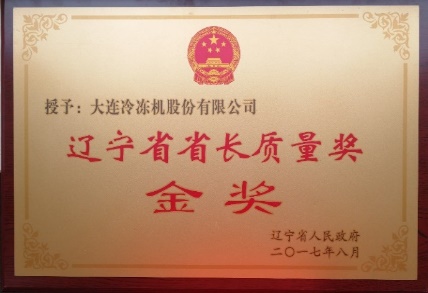 授予：大连冷冻机股份有限公司
辽宁省省长质量奖
金奖
辽宁省人民政府
二〇一七年八月